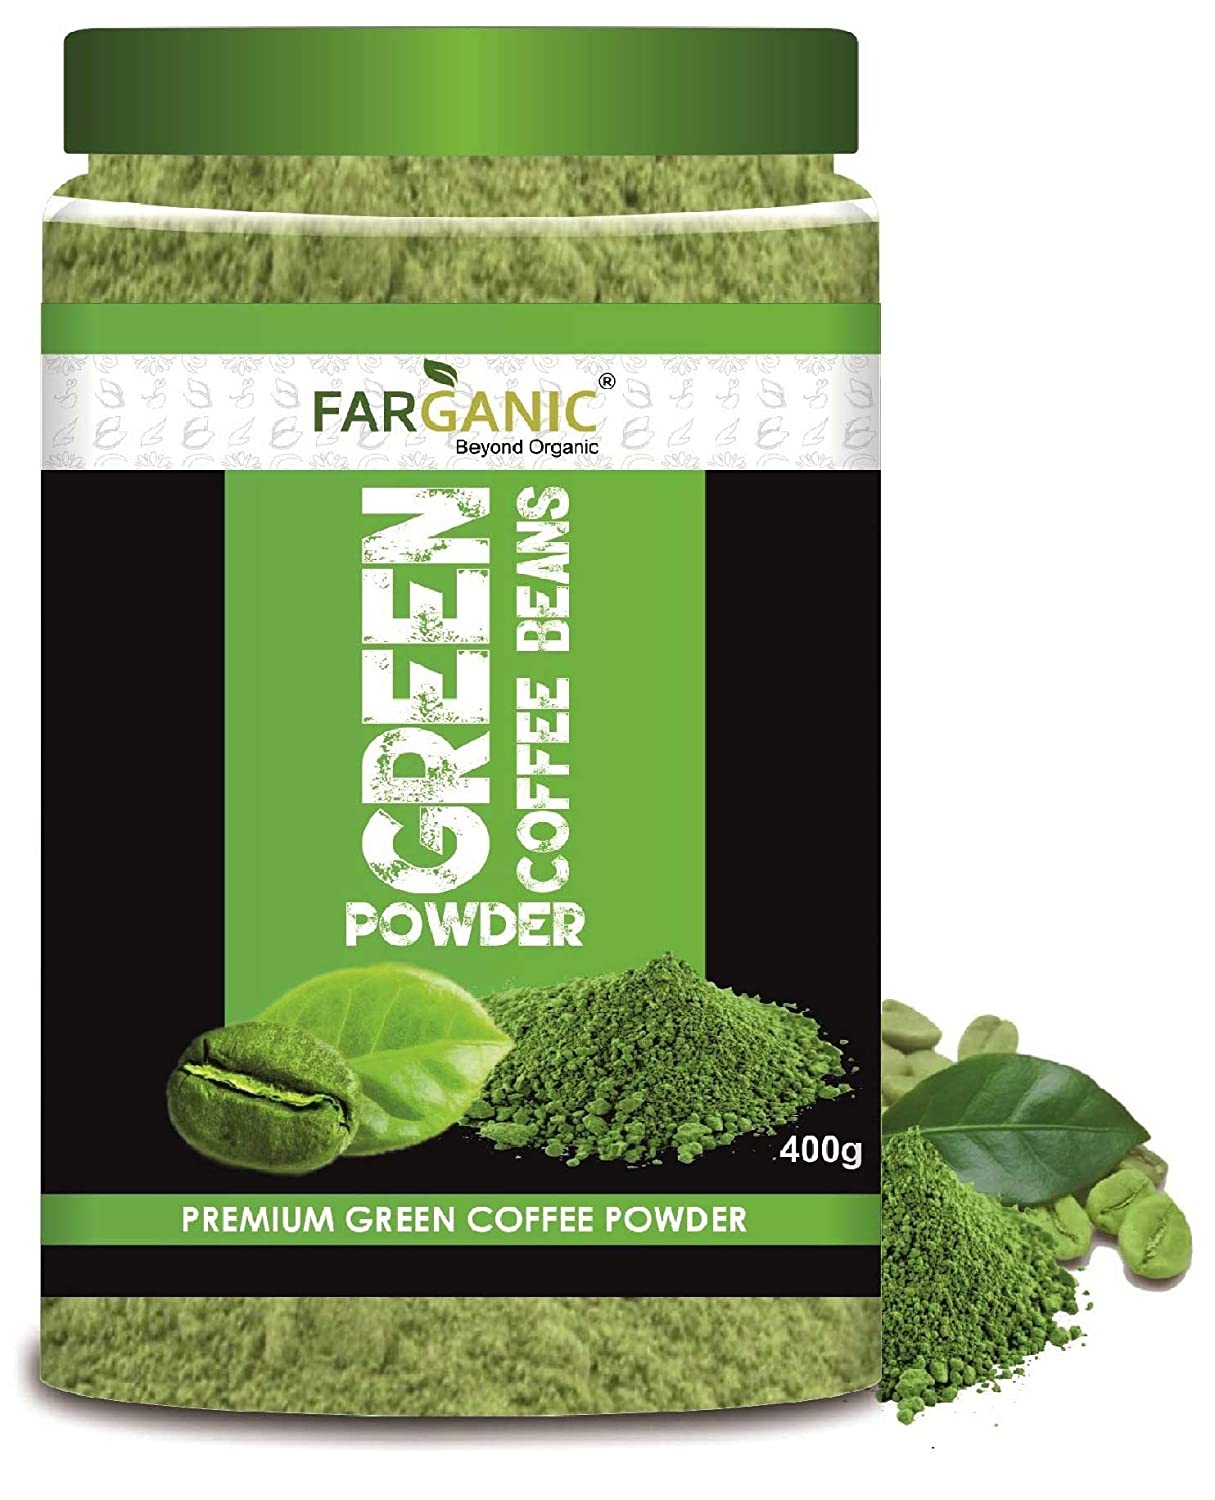 FARGANIC®
Beyond Organic
GREEN
COFFEE BEANS
POWDER
400g
PREMIUM GREEN COFFEE POWDER